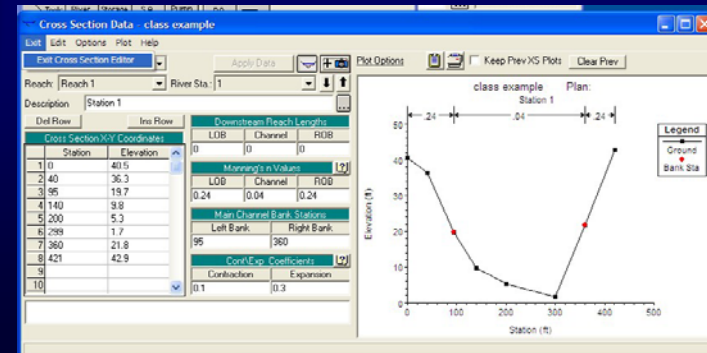 Tools River Storage S.A. Pump
Cross Section Data - class example
Exit Edit Options Plot Help
Exit Cross Section Editor
Apply Data
Plot Options
Keep Prev XS Plots
Clear Prev
Reach: Reach 1
River Sta.: 1
Description Station 1
...
Del Row
Ins Row
Cross Section X-Y Coordinates
Station Elevation
1 0 40.5
2 40 36.3
3 95 19.7
4 140 9.8
5 200 5.3
6 299 1.7
7 360 21.8
8 421 42.9
9
10
Downstream Reach Lengths
LOB Channel ROB
0 0 0
Manning's n Values ?
LOB Channel ROB
0.24 0.04 0.24
Main Channel Bank Stations
Left Bank Right Bank
95 360
Cont\Exp Coefficients ?
Contraction Expansion
0.1 0.3
class example Plan:
Station 1
.24 .04 .24
50
40
30
20
10
0
Elevation (ft)
0 100 200 300 400 500
Station (ft)
Legend
Ground
Bank Sta